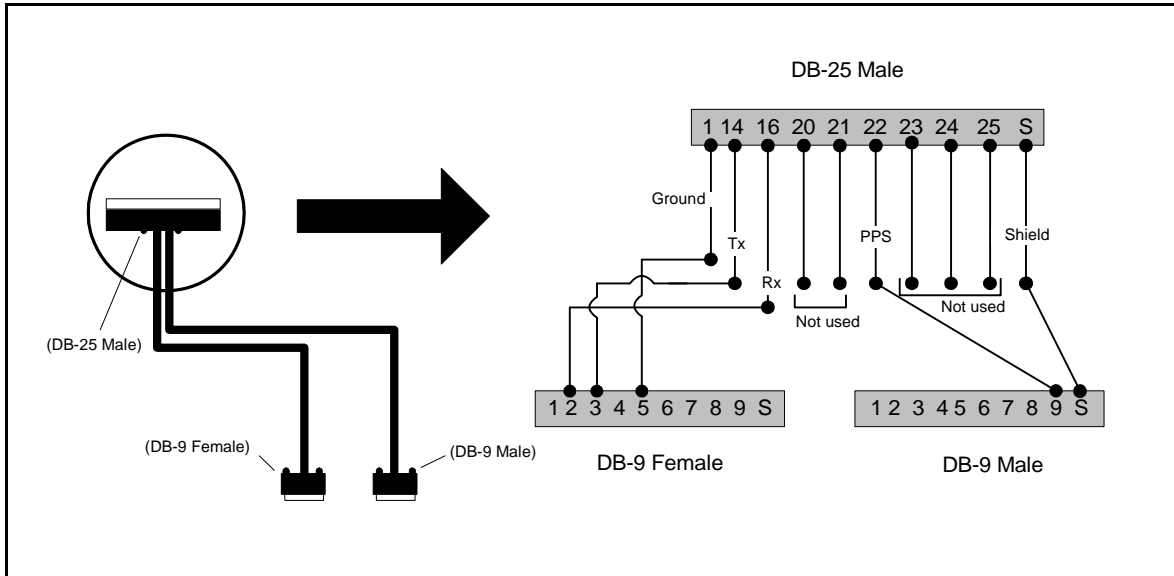 DB-25 Male
1 14 16 20 21 22 23 24 25 S
Ground
Tx
Rx
PPS
Shield
Not used
Not used
1 2 3 4 5 6 7 8 9 S
DB-9 Female
1 2 3 4 5 6 7 8 9 S
DB-9 Male
(DB-25 Male)
(DB-9 Female)
(DB-9 Male)